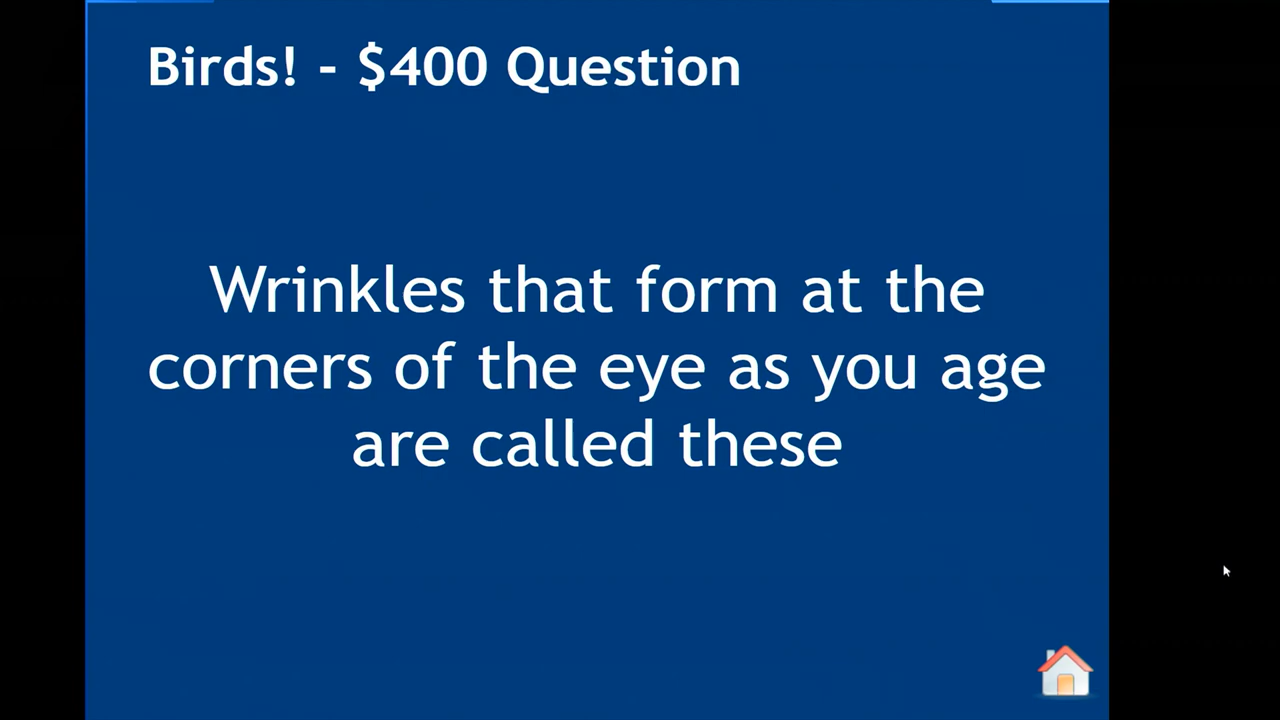 Birds! - $400 Question
Wrinkles that form at the
corners of the eye as you age
are called these